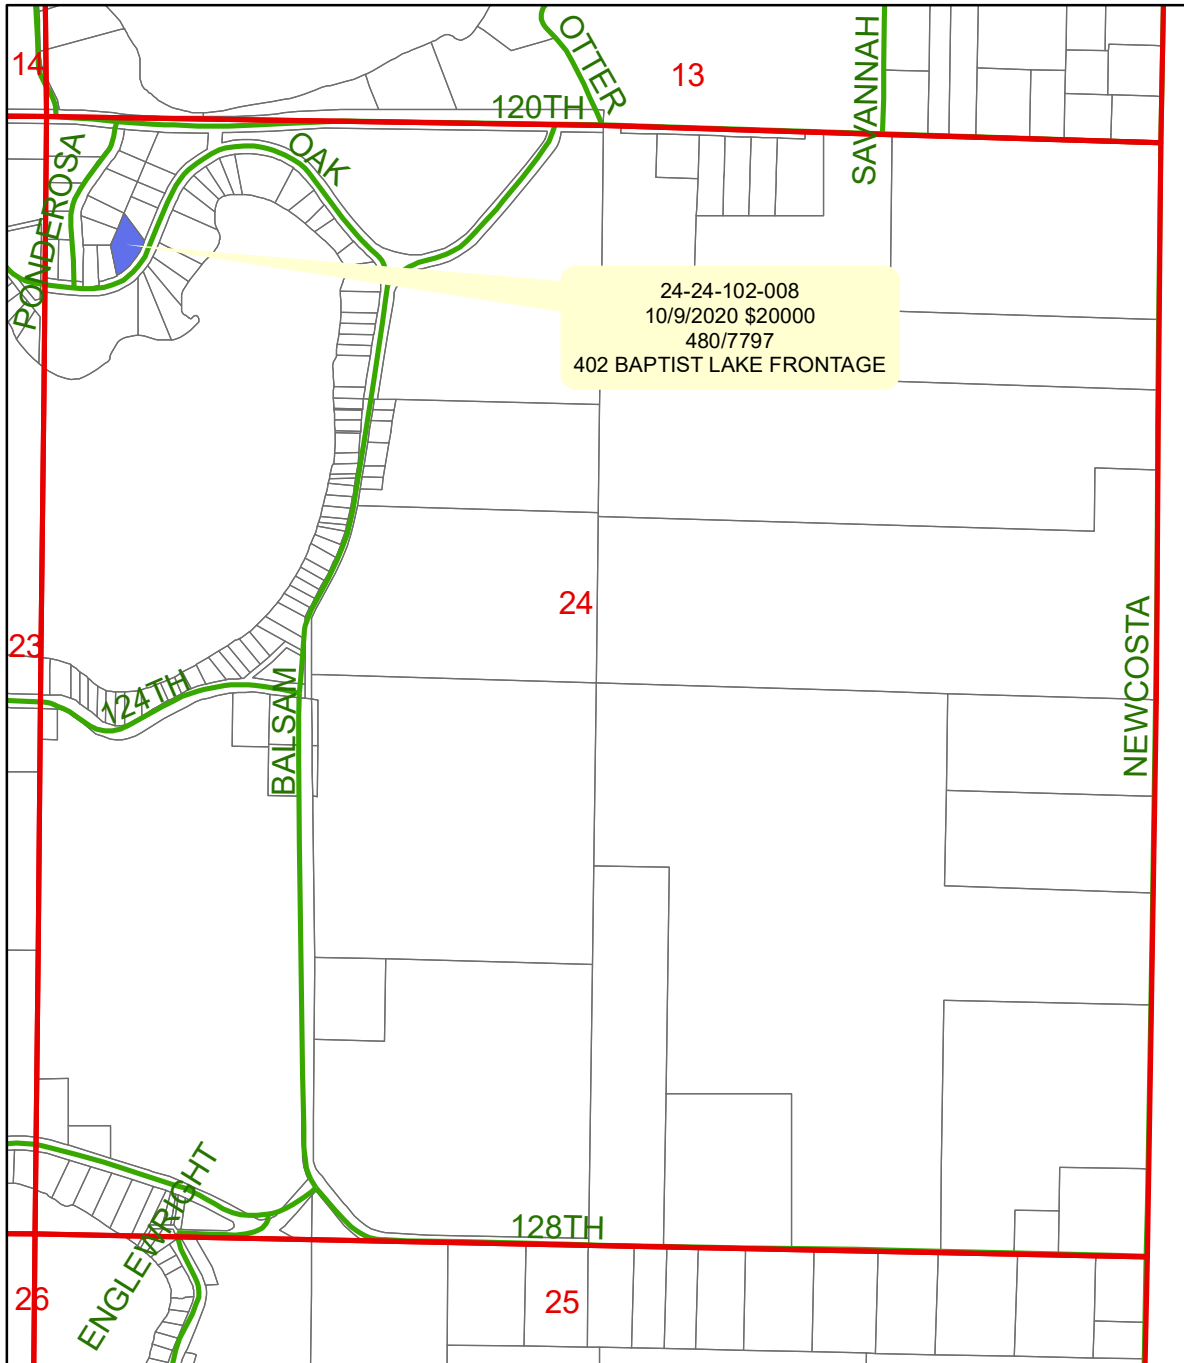 14
OTTER
13
SAVANNAH
120TH
PONDEROSA
OAK
24-24-102-008
10/9/2020 $20000
480/7797
402 BAPTIST LAKE FRONTAGE
24
23
NEWCOSTA
124TH
BALSAM
ENGLEWRIGHT
128TH
26
25